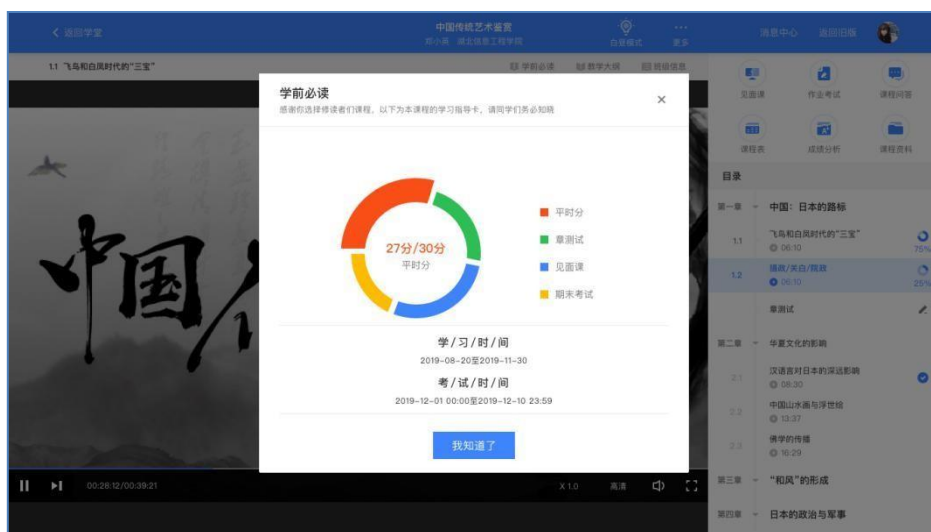 返回学堂
中国传统艺术鉴赏
白昼模式
更多
消息中心
返回旧版
1.1 飞鸟和白凤时代的“三宝”
学前必读
教学大纲
班级信息
见面课
作业考试
课程问答
课程表
成绩分析
课程资料
学前必读
感谢你选择修读者们课程，以下为本课程的学习指导卡，请同学们务必知晓
27分/30分
平时分
平时分
章测试
见面课
期末考试
学/习/时/间
2019-08-20至2019-11-30
考/试/时/间
2019-12-01 00:00至2019-12-10 23:59
我知道了
中国
00:26:12/00:39:21
X 1.0
高清
目录
第一章
中国：日本的路标
1.1
飞鸟和白凤时代的“三宝”
06:10
75%
1.2
摄政/关白/院政
06:10
25%
章测试
第二章
华夏文化的影响
2.1
汉语言对日本的深远影响
08:30
2.2
中国山水画与浮世绘
13:37
2.3
佛学的传播
16:29
第三章
“和风”的形成
第四章
日本的政治与军事